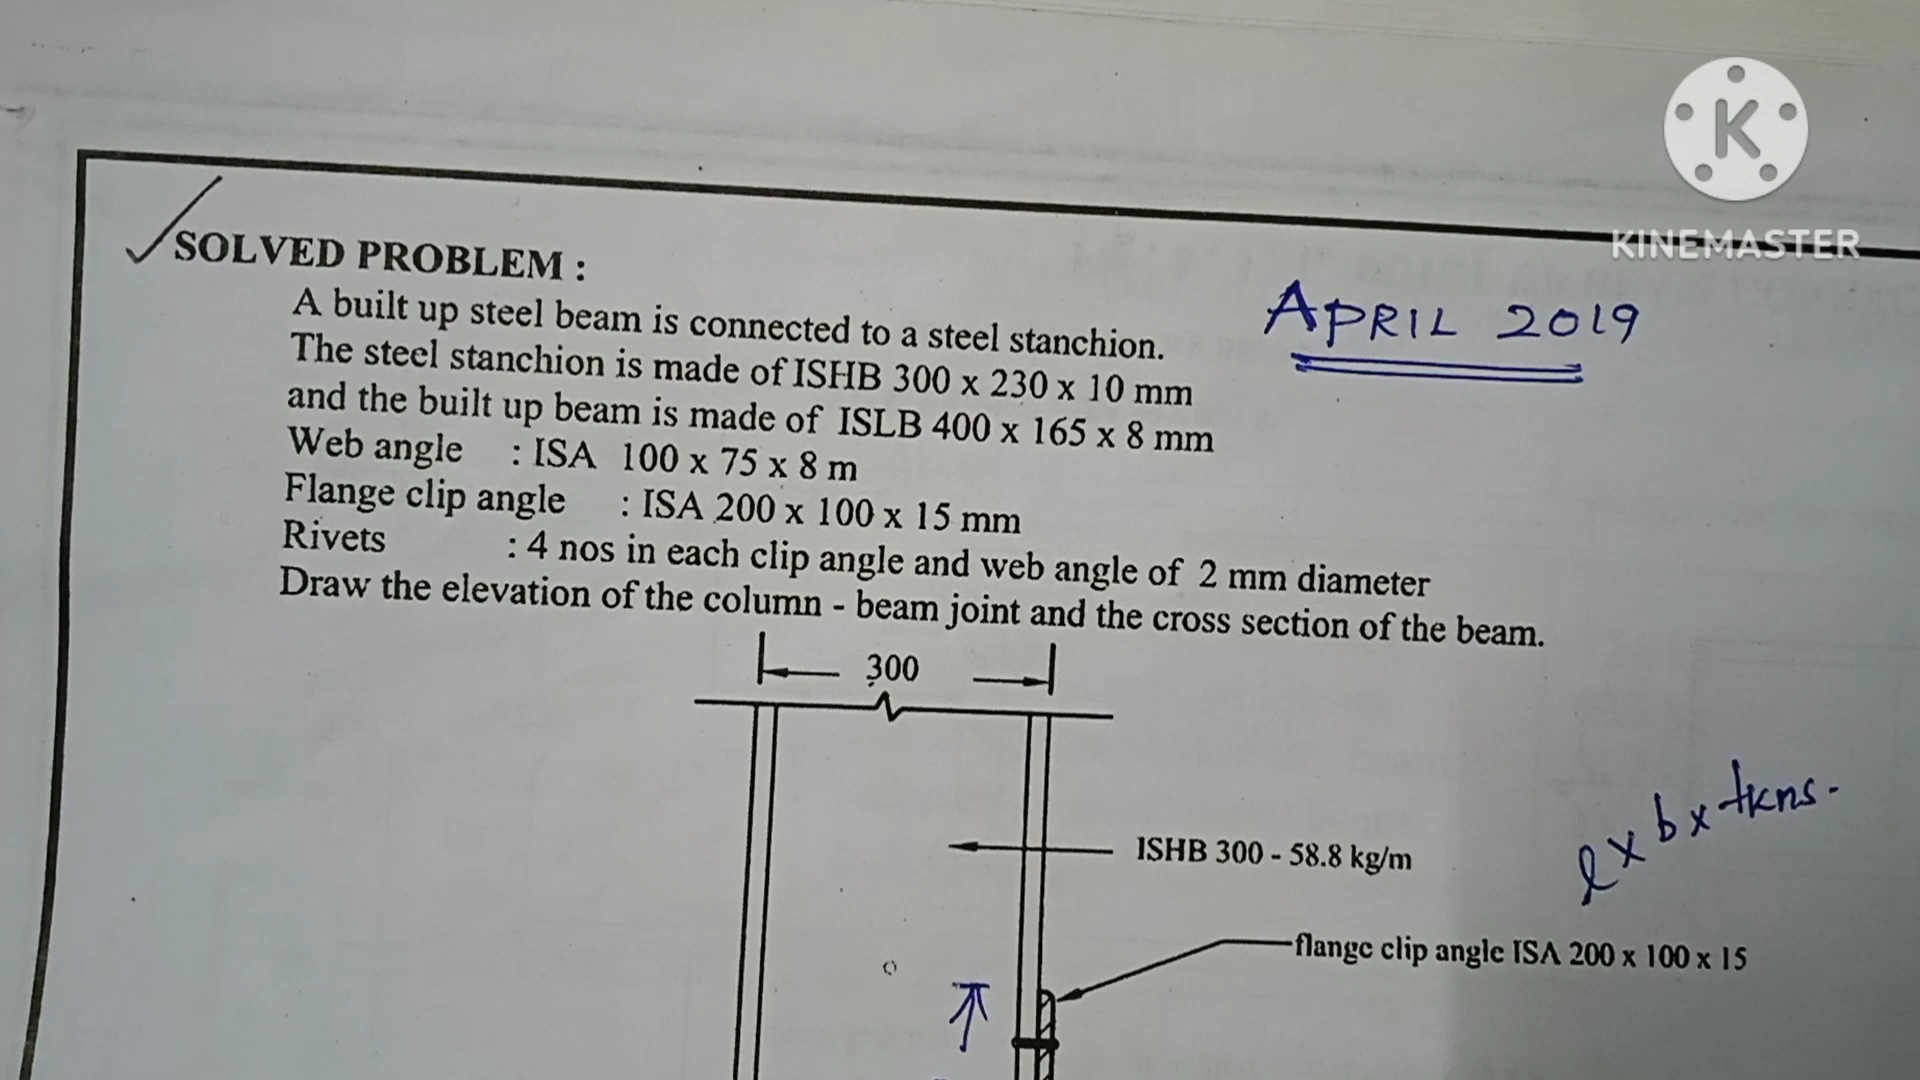 K
KINEMASTER
SOLVED PROBLEM :
APRIL 2019
A built up steel beam is connected to a steel stanchion.
The steel stanchion is made of ISHB 300 x 230 x 10 mm
and the built up beam is made of ISLB 400 x 165 x 8 mm
Web angle : ISA 100 x 75 x 8 m
Flange clip angle : ISA 200 x 100 x 15 mm
Rivets : 4 nos in each clip angle and web angle of 2 mm diameter
Draw the elevation of the column - beam joint and the cross section of the beam.
300
l x b x tkns.
ISHB 300 - 58.8 kg/m
flange clip angle ISA 200 x 100 x 15